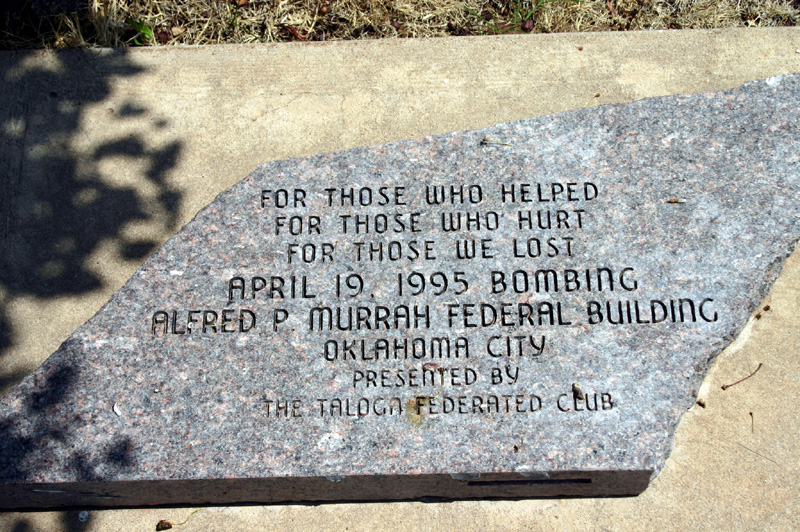 FOR THOSE WHO HELPED
FOR THOSE WHO HURT
FOR THOSE WE LOST
APRIL 19, 1995 BOMBING
ALFRED P. MURRAH FEDERAL BUILDING
OKLAHOMA CITY
PRESENTED BY
THE TALOGA FEDERATED CLUB